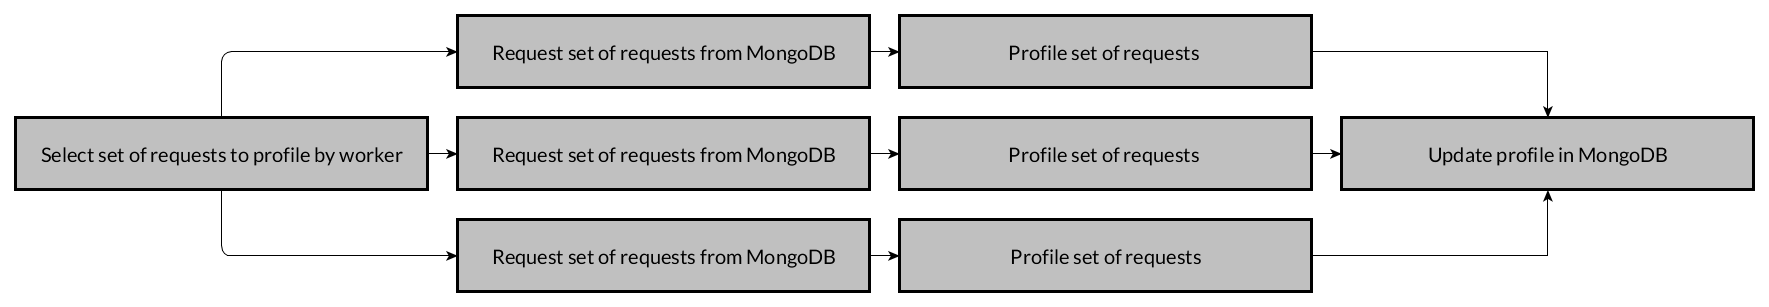 Request set of requests from MongoDB
Profile set of requests
Select set of requests to profile by worker
Request set of requests from MongoDB
Profile set of requests
Update profile in MongoDB
Request set of requests from MongoDB
Profile set of requests